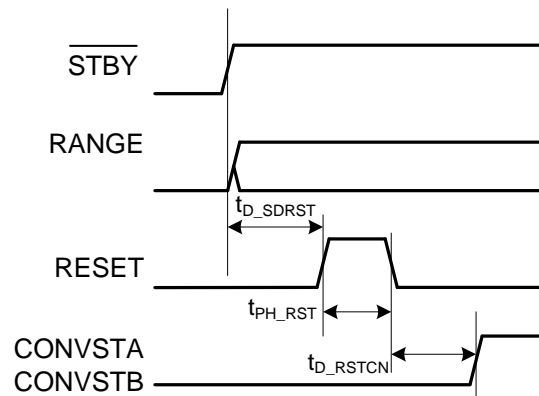 STBY
RANGE
tD_SDRST
RESET
tPH_RST
CONVSTA
tD_RSTCN
CONVSTB